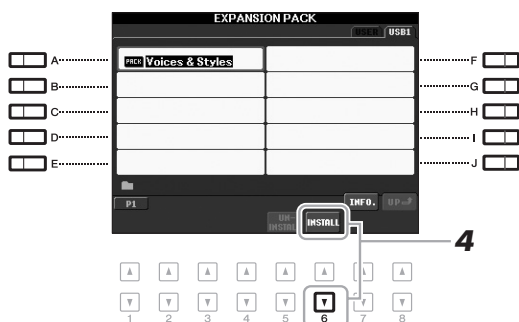 EXPANSION PACK
USER USB1
PACK Voices & Styles
A
B
C
D
E
F
G
H
I
J
P1
INFO. UP
UN-
INSTALL
INSTALL
4
1 2 3 4 5 6 7 8